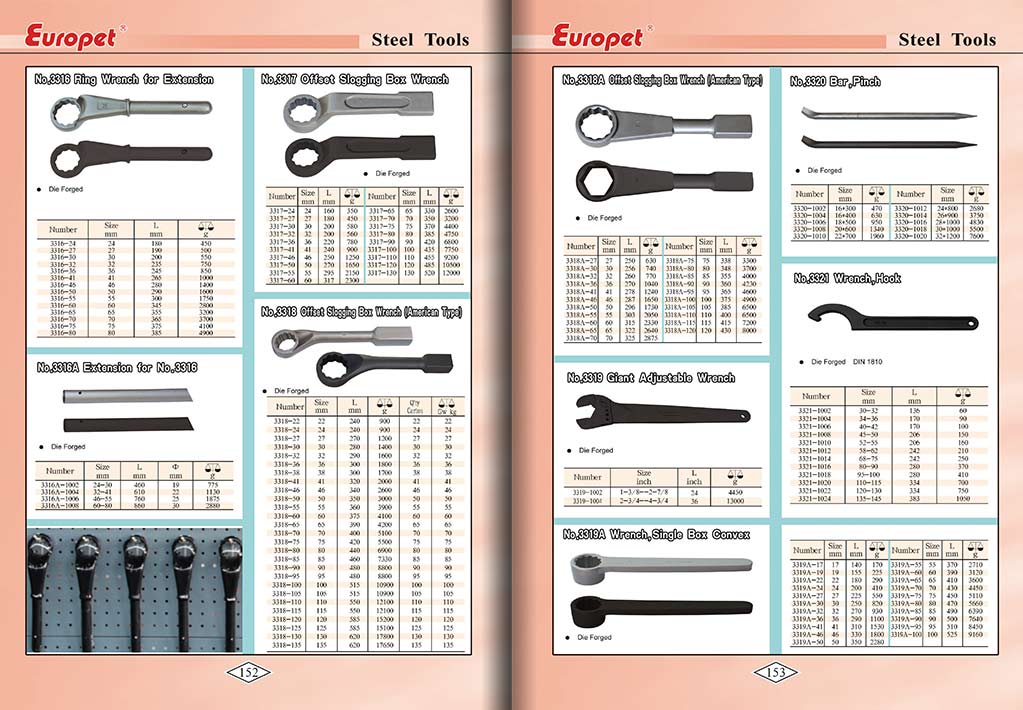 Europet®
Steel Tools
No,3316 Ring Wrench for Extension
Die Forged
Number Size mm L mm g
3316-24 24 180 450
3316-27 27 190 500
3316-30 30 200 550
3316-32 32 235 750
3316-36 36 245 850
3316-41 41 265 1000
3316-46 46 280 1400
3316-50 50 290 1600
3316-55 55 300 1750
3316-60 60 345 2800
3316-65 65 355 3200
3316-70 70 365 3700
3316-75 75 375 4100
3316-80 80 385 4900
No,3316A Extension for No,3316
Die Forged
Number Size mm L mm Φ mm g
3316A-1002 24-30 460 19 775
3316A-1004 32-41 610 22 1130
3316A-1006 46-55 760 25 1875
3316A-1008 60-80 860 30 2880
No,3317 Offset Slogging Box Wrench
Die Forged
Number Size mm L mm g Number Size mm L mm g
3317-24 24 160 350 3317-65 65 330 2600
3317-27 27 180 450 3317-70 70 350 3200
3317-30 30 200 580 3317-75 75 370 4400
3317-32 32 200 560 3317-80 80 385 4750
3317-36 36 220 780 3317-90 90 420 6800
3317-41 41 240 900 3317-100 100 435 7750
3317-46 46 250 1250 3317-110 110 455 9200
3317-50 50 270 1650 3317-120 120 485 10500
3317-55 55 295 2150 3317-130 130 520 12000
3317-60 60 317 2300
No,3318 Offset Slogging Box Wrench (American Type)
Die Forged
Number Size mm L mm g Qty Carten Gw kg
3318-22 22 240 900 22 22
3318-24 24 240 900 24 24
3318-27 27 270 1200 27 27
3318-30 30 280 1400 30 30
3318-32 32 290 1600 32 32
3318-36 36 300 1800 36 36
3318-38 38 300 1700 38 38
3318-41 41 320 2000 41 41
3318-46 46 340 2600 46 46
3318-50 50 350 3000 50 50
3318-55 55 360 3900 55 55
3318-60 60 375 4100 60 60
3318-65 65 390 4200 65 65
3318-70 70 400 5100 70 70
3318-75 75 420 5500 75 75
3318-80 80 440 6900 80 80
3318-85 85 460 7330 85 85
3318-90 90 480 8800 90 90
3318-95 95 480 8800 95 95
3318-100 100 515 10900 100 100
3318-105 105 515 10900 105 105
3318-110 110 550 12100 110 110
3318-115 115 550 12100 115 115
3318-120 120 585 15200 120 120
3318-125 125 585 15100 125 125
3318-130 130 620 17800 130 130
3318-135 135 620 17650 135 135
152
Europet®
Steel Tools
No,3318A Offset Slogging Box Wrench (American Type)
Die Forged
Number Size mm L mm g Number Size mm L mm g
3318A-27 27 250 630 3318A-75 75 338 3300
3318A-30 30 256 740 3318A-80 80 348 3700
3318A-32 32 260 770 3318A-85 85 355 4000
3318A-36 36 270 1040 3318A-90 90 360 4230
3318A-41 41 278 1240 3318A-95 95 365 4600
3318A-46 46 287 1650 3318A-100 100 375 4900
3318A-50 50 296 1730 3318A-105 105 385 6500
3318A-55 55 303 2050 3318A-110 110 400 6500
3318A-60 60 315 2330 3318A-115 115 415 7200
3318A-65 65 322 2640 3318A-120 120 430 8000
3318A-70 70 325 2875
No,3319 Giant Adjustable Wrench
Die Forged
Number Size inch L inch g
3319-1002 1-3/8--2-7/8 24 4450
3319-1004 2-3/4--4-3/4 36 13000
No,3319A Wrench,Single Box Convex
Die Forged
No,3320 Bar,Pinch
Die Forged
Number Size mm g Number Size mm g
3320-1002 16*300 470 3320-1012 24*800 2680
3320-1004 16*400 630 3320-1014 26*900 3750
3320-1006 18*500 950 3320-1016 28*1000 4830
3320-1008 20*600 1340 3320-1018 30*1000 5500
3320-1010 22*700 1960 3320-1020 32*1200 7600
No,3321 Wrench,Hook
Die Forged DIN 1810
Number Size mm L mm g
3321-1002 30-32 136 60
3321-1004 34-36 170 90
3321-1006 40-42 170 100
3321-1008 45-50 206 150
3321-1010 52-55 206 160
3321-1012 58-62 242 210
3321-1014 68-75 242 250
3321-1016 80-90 280 370
3321-1018 95-100 280 410
3321-1020 110-115 334 700
3321-1022 120-130 334 750
3321-1024 135-145 383 1050
Number Size mm L mm g Number Size mm L mm g
3319A-17 17 140 170 3319A-55 55 370 2710
3319A-19 19 155 225 3319A-60 60 390 3120
3319A-22 22 180 290 3319A-65 65 410 3600
3319A-24 24 200 410 3319A-70 70 430 4450
3319A-27 27 225 550 3319A-75 75 450 5110
3319A-30 30 250 820 3319A-80 80 470 5660
3319A-32 32 270 930 3319A-85 85 490 6390
3319A-36 36 290 1100 3319A-90 90 500 7640
3319A-41 41 310 1530 3319A-95 95 510 8450
3319A-46 46 330 1800 3319A-100 100 525 9160
3319A-50 50 350 2280
153